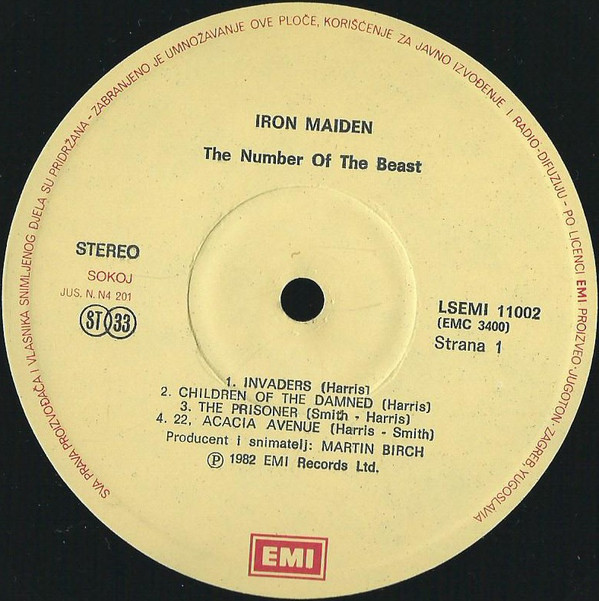 SVA PRAVA PROIZVOĐAČA I VLASNIKA SNIMLJENOG DJELA SU PRIDRŽANA - ZABRANJENO JE UMNOŽAVANJE OVE PLOČE, KORIŠĆENJE ZA JAVNO IZVOĐENJE I RADIO-DIFUZIJU - PO LICENCI EMI PROIZVEO: JUGOTON - ZAGREB, YUGOSLAVIA
IRON MAIDEN
The Number Of The Beast
STEREO
SOKOJ
JUS. N. N4 201
ST 33
LSEMI 11002
(EMC 3400)
Strana 1
1. INVADERS (Harris)
2. CHILDREN OF THE DAMNED (Harris)
3. THE PRISONER (Smith - Harris)
4. 22, ACACIA AVENUE (Harris - Smith)
Producent i snimatelj: MARTIN BIRCH
Ⓟ 1982 EMI Records Ltd.
EMI